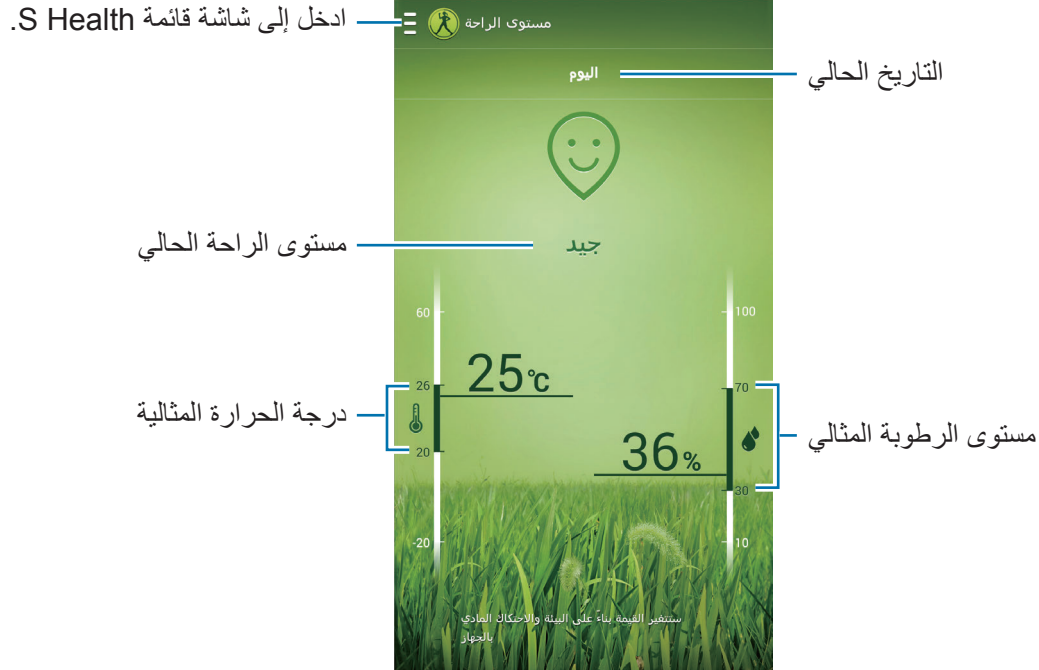 ادخل إلى شاشة قائمة S Health.
مستوى الراحة
اليوم
التاريخ الحالي
جيد
مستوى الراحة الحالي
60
100
25°C
26
70
درجة الحرارة المثالية
مستوى الرطوبة المثالي
20
36%
30
-20
10
ستتغير القيمة بناءً على البيئة والاحتكاك المادي
بالجهاز